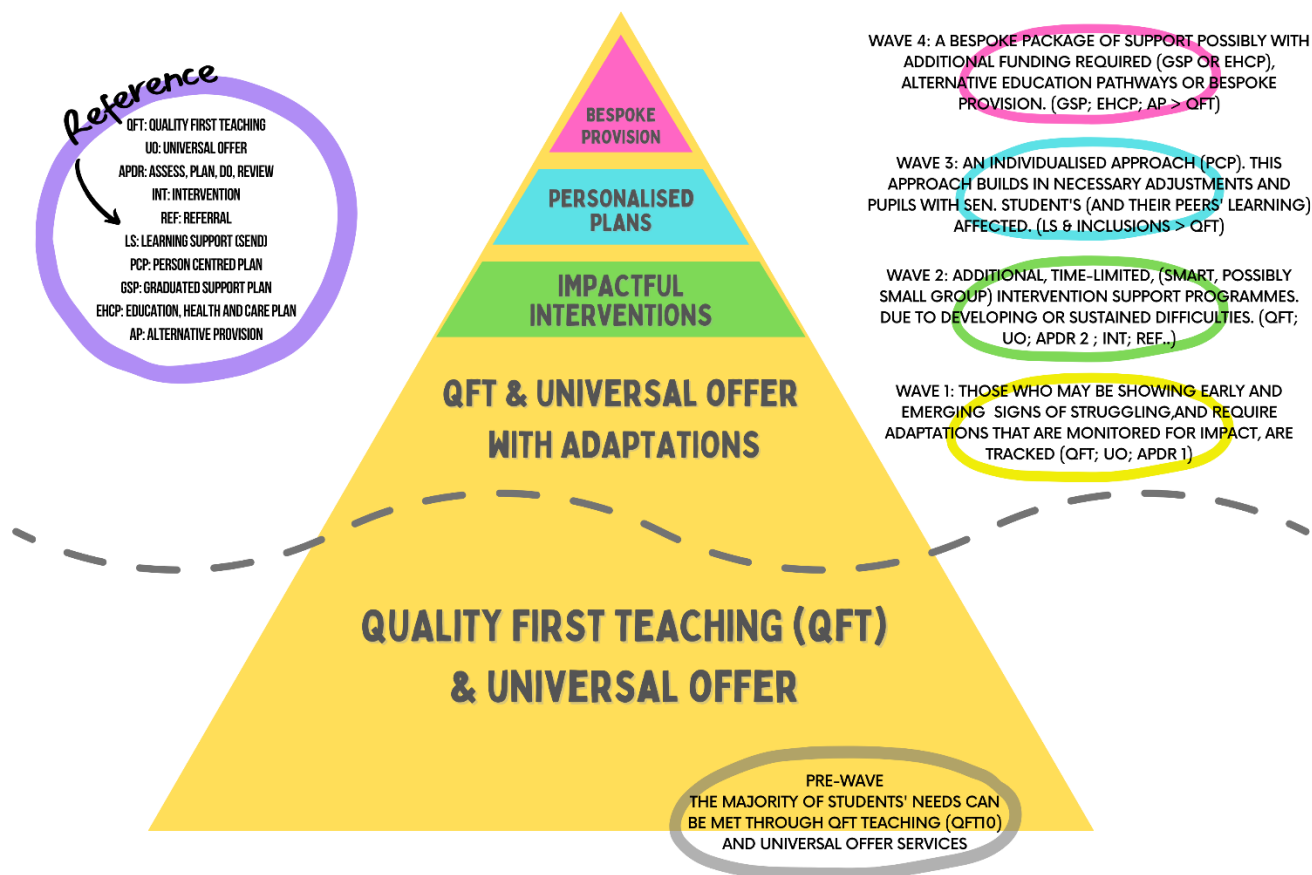 Reference
QFT: QUALITY FIRST TEACHING
UO: UNIVERSAL OFFER
APDR: ASSESS, PLAN, DO, REVIEW
INT: INTERVENTION
REF: REFERRAL
LS: LEARNING SUPPORT (SEND)
PCP: PERSON CENTRED PLAN
GSP: GRADUATED SUPPORT PLAN
EHCP: EDUCATION, HEALTH AND CARE PLAN
AP: ALTERNATIVE PROVISION
BESPOKE
PROVISION
PERSONALISED
PLANS
IMPACTFUL
INTERVENTIONS
QFT & UNIVERSAL OFFER
WITH ADAPTATIONS
QUALITY FIRST TEACHING (QFT)
& UNIVERSAL OFFER
WAVE 4: A BESPOKE PACKAGE OF SUPPORT POSSIBLY WITH
ADDITIONAL FUNDING REQUIRED (GSP OR EHCP),
ALTERNATIVE EDUCATION PATHWAYS OR BESPOKE
PROVISION. (GSP; EHCP; AP > QFT)
WAVE 3: AN INDIVIDUALISED APPROACH (PCP). THIS
APPROACH BUILDS IN NECESSARY ADJUSTMENTS AND
PUPILS WITH SEN. STUDENT'S (AND THEIR PEERS' LEARNING)
AFFECTED. (LS & INCLUSIONS > QFT)
WAVE 2: ADDITIONAL, TIME-LIMITED, (SMART, POSSIBLY
SMALL GROUP) INTERVENTION SUPPORT PROGRAMMES.
DUE TO DEVELOPING OR SUSTAINED DIFFICULTIES. (QFT;
UO; APDR 2 ; INT; REF..)
WAVE 1: THOSE WHO MAY BE SHOWING EARLY AND
EMERGING SIGNS OF STRUGGLING,AND REQUIRE
ADAPTATIONS THAT ARE MONITORED FOR IMPACT, ARE
TRACKED (QFT; UO; APDR 1)
PRE-WAVE
THE MAJORITY OF STUDENTS' NEEDS CAN
BE MET THROUGH QFT TEACHING (QFT10)
AND UNIVERSAL OFFER SERVICES